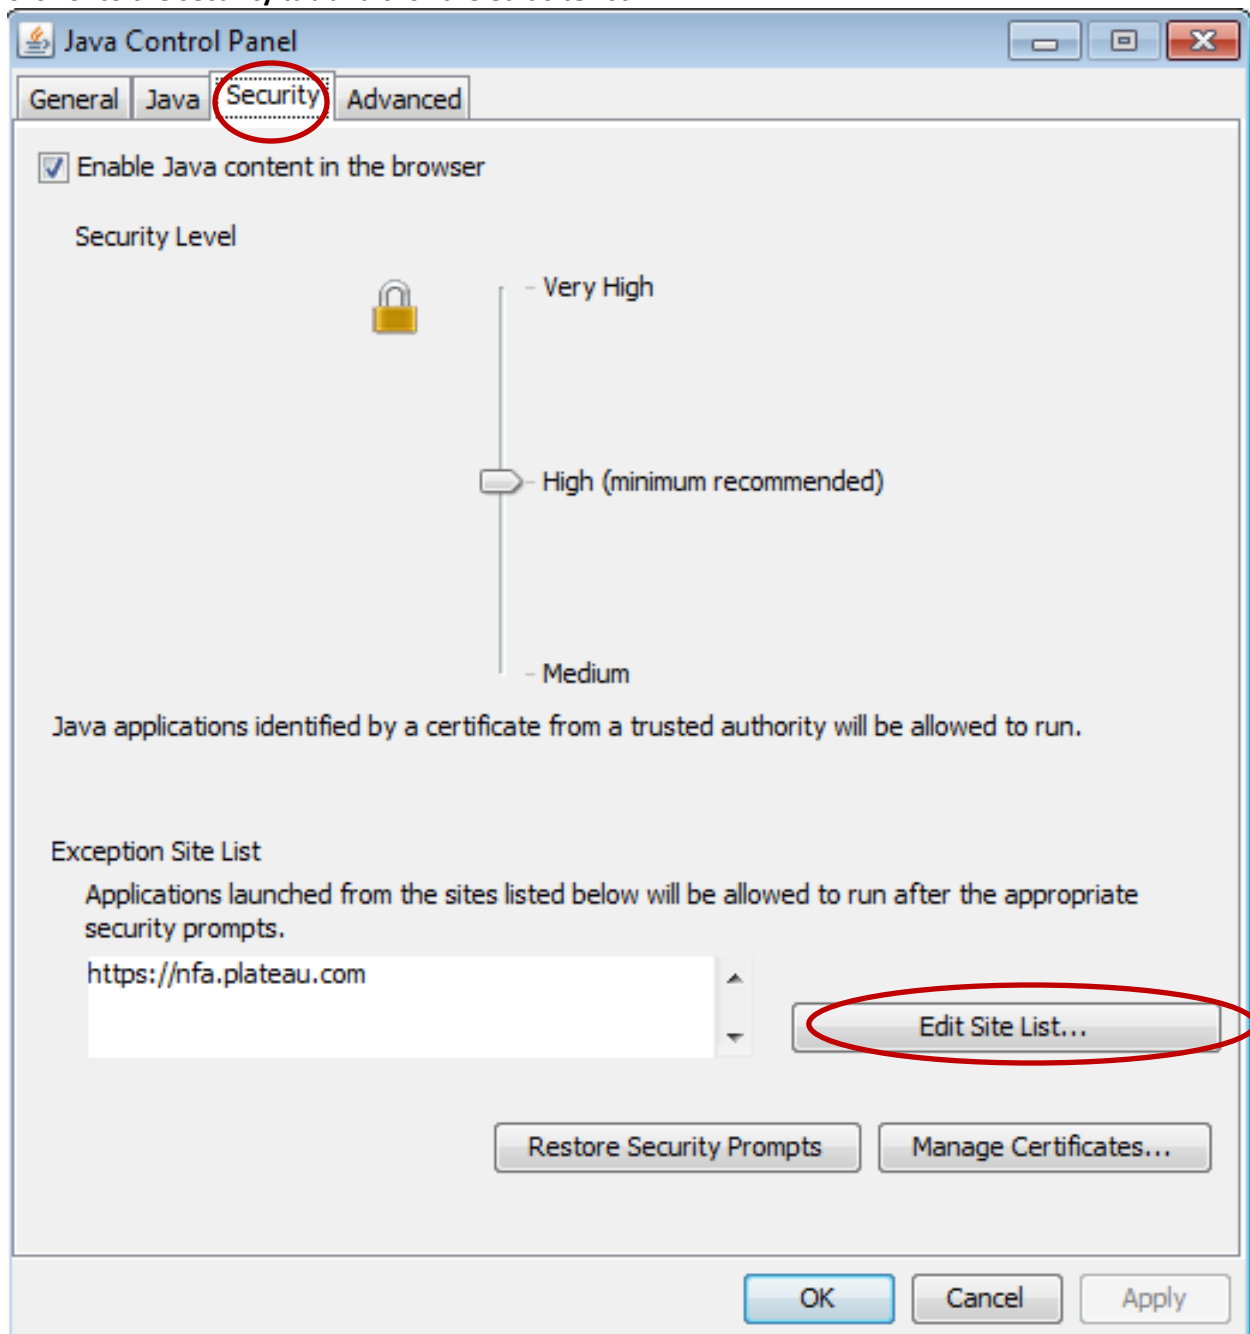 Java Control Panel
General Java Security Advanced
Enable Java content in the browser
Security Level
Very High
High (minimum recommended)
Medium
Java applications identified by a certificate from a trusted authority will be allowed to run.
Exception Site List
Applications launched from the sites listed below will be allowed to run after the appropriate
security prompts.
https://nfa.plateau.com
Edit Site List...
Restore Security Prompts Manage Certificates...
OK Cancel Apply